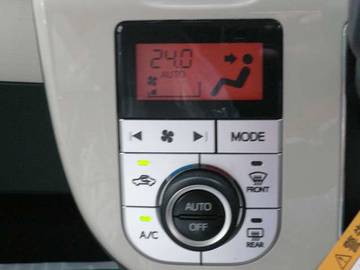 24.0
AUTO
MODE
FRONT
AUTO
OFF
A/C
REAR